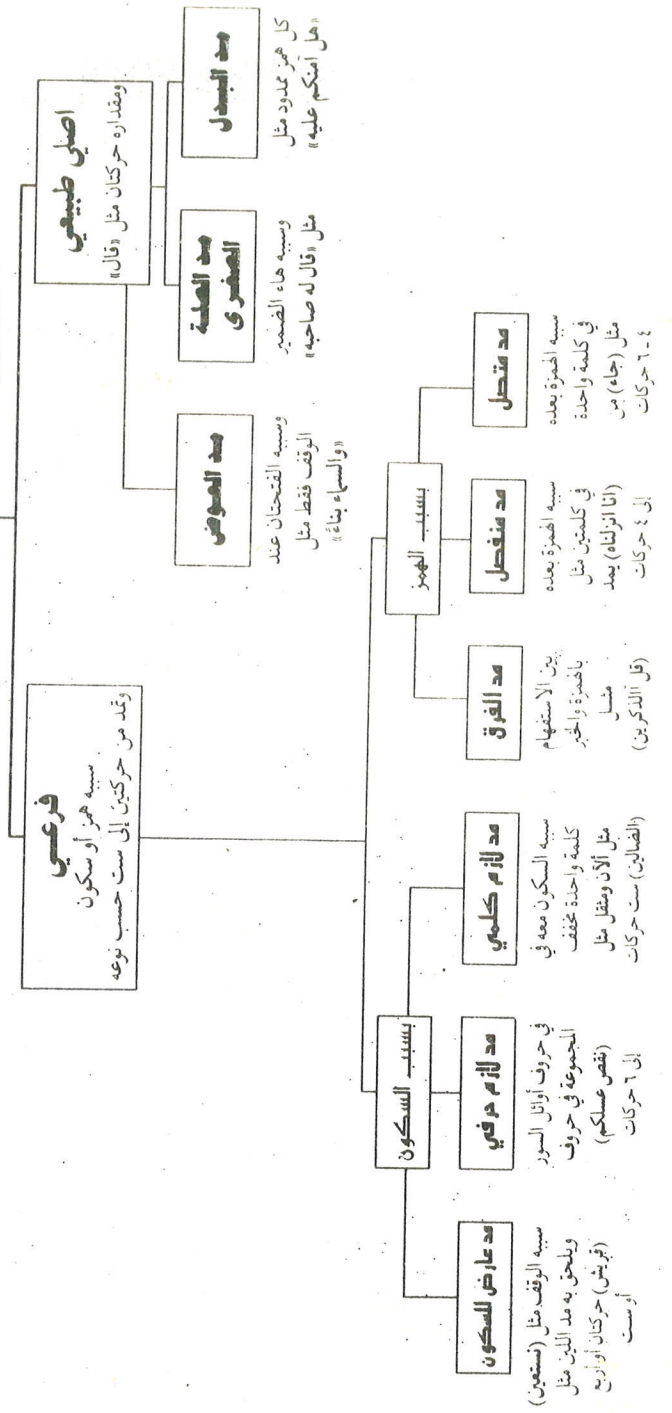 اصلي طبيعي
ومقداره حركتان مثل «قال»
مد البدل
كل همز ممدود مثل
«هل آمنكم عليه»
مد الصلة
الصغرى
وسببه هاء الضمير
مثل «قال له صاحبه»
مد العوض
وسببه الفتحتان عند
الوقف فقط مثل
«والسماء بناءً»
فرعي
سببه همز أو سكون
وتمد من حركتين إلى ست حسب نوعه
بسبب الهمز
مد متصل
سببه الهمزة بعده
في كلمة واحدة
مثل (جاء) من
٤-٦ حركات
مد منفصل
سببه الهمزة بعده
في كلمتين مثل
(انا انزلناه) يمد
إلى ٤ حركات
مد الفرق
بين الاستفهام
بالهمزة والخبر
مثل
(قل آالذكرين)
بسبب السكون
مد لازم كلمي
سببه السكون معه في
كلمة واحدة مخفف
مثل ألآن ومثقل مثل
(الضالين) ست حركات
مد لازم حرفي
في حروف أوائل السور
المجموعة في حروف
(نقص عسلكم)
إلى ٦ حركات
مد عارض للسكون
سببه الوقف مثل (نستعين)
ويلحق به مد اللين مثل
(قريش) حركتان أو اربع
أو ست